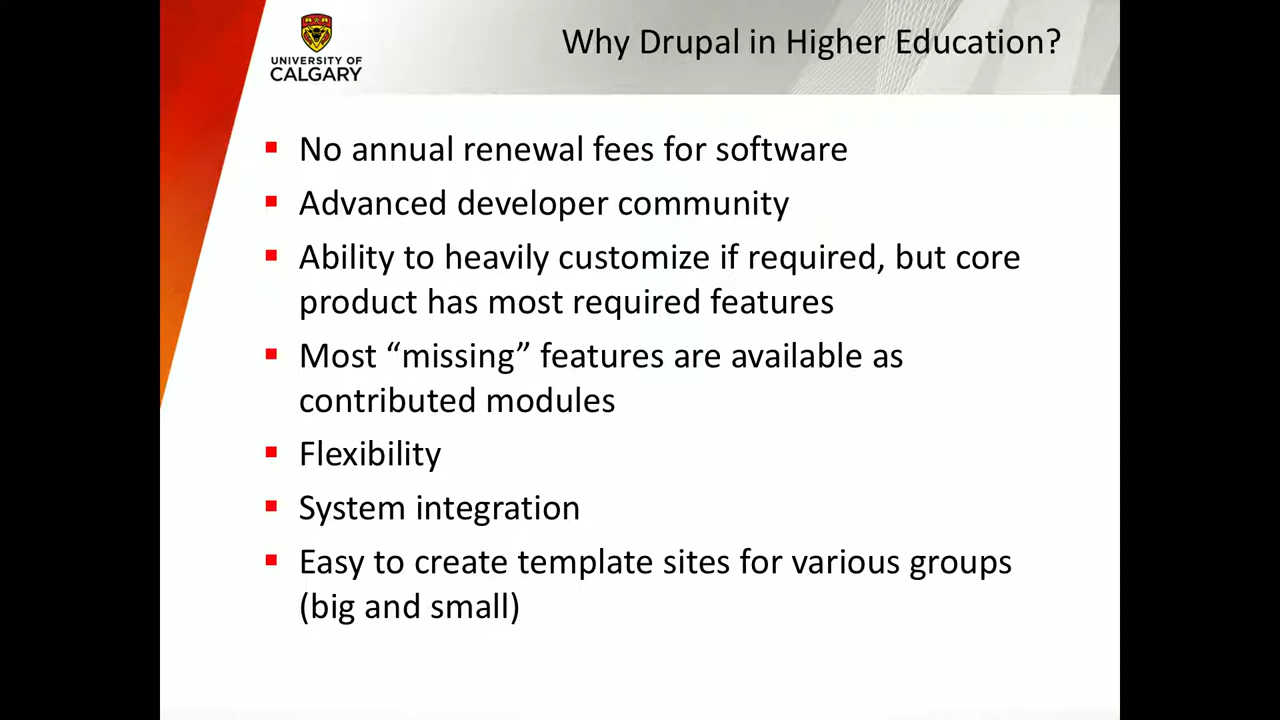 UNIVERSITY OF
CALGARY
Why Drupal in Higher Education?
No annual renewal fees for software
Advanced developer community
Ability to heavily customize if required, but core
product has most required features
Most “missing” features are available as
contributed modules
Flexibility
System integration
Easy to create template sites for various groups
(big and small)